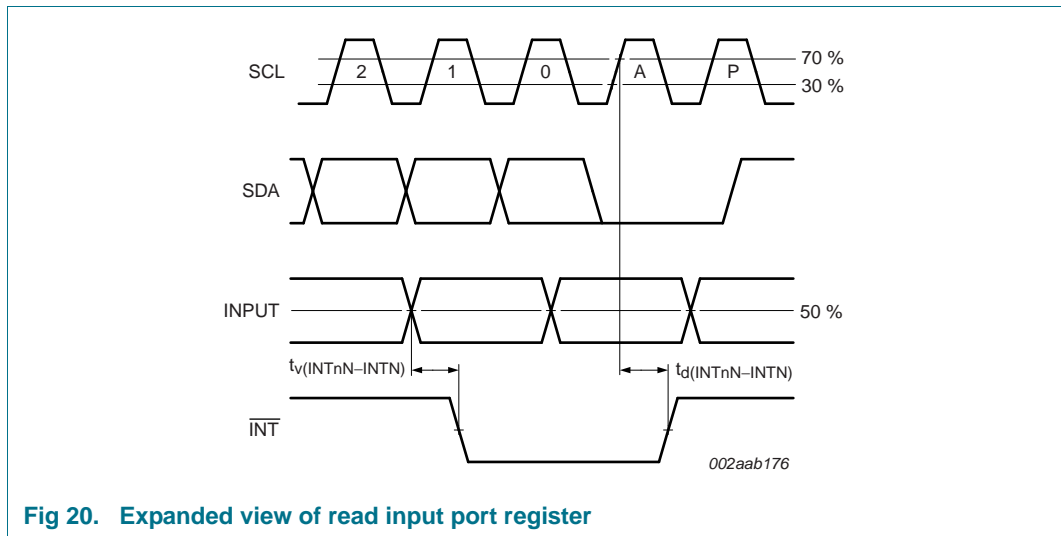 SCL
2 1 0 A P
70 %
30 %
SDA
INPUT
50 %
tv(INTnN–INTN)
td(INTnN–INTN)
INT
002aab176
Fig 20. Expanded view of read input port register